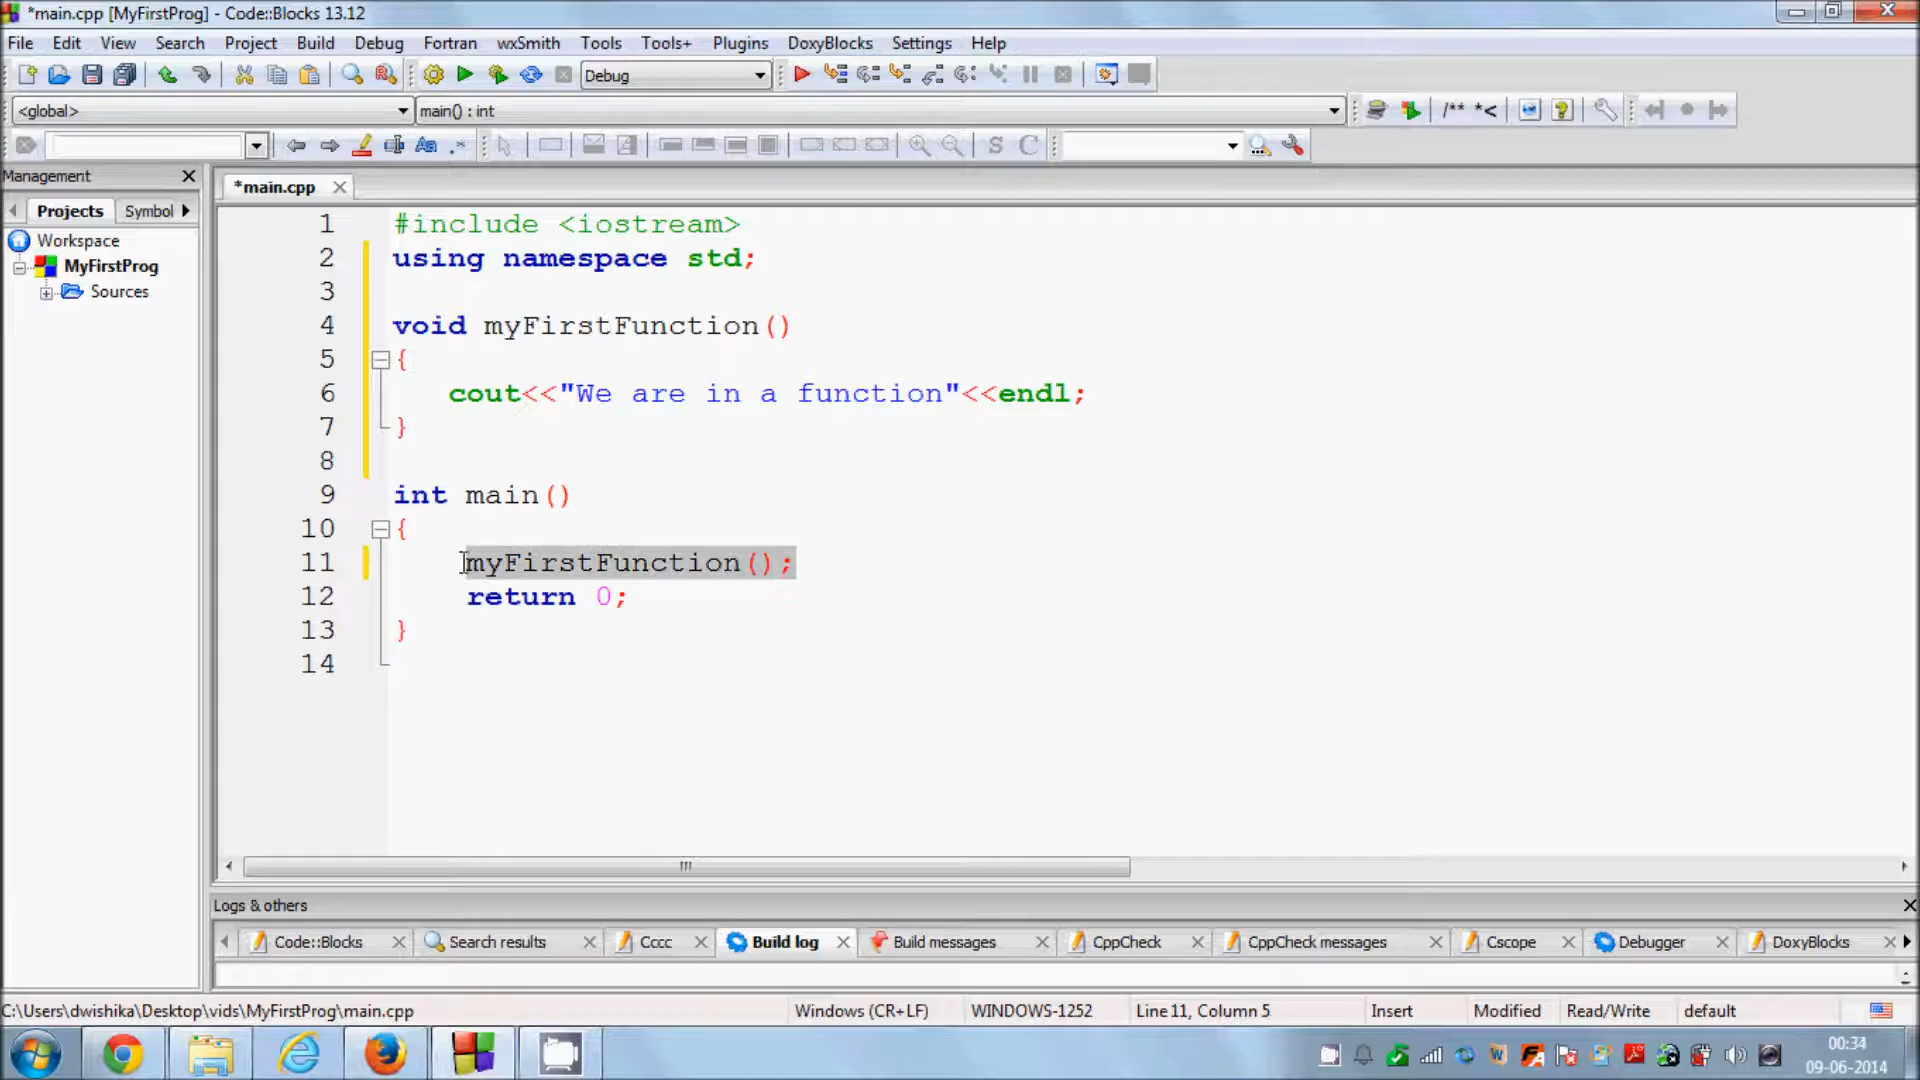 *main.cpp [MyFirstProg] - Code::Blocks 13.12
File Edit View Search Project Build Debug Fortran wxSmith Tools Tools+ Plugins DoxyBlocks Settings Help
Debug
<global> main() : int
/** *<
S C
Management
*main.cpp
Projects Symbol
Workspace
MyFirstProg
Sources
1 #include <iostream>
2 using namespace std;
3
4 void myFirstFunction()
5 {
6 cout<<"We are in a function"<<endl;
7 }
8
9 int main()
10 {
11 myFirstFunction();
12 return 0;
13 }
14
Logs & others
Code::Blocks Search results Cccc Build log Build messages CppCheck CppCheck messages Cscope Debugger DoxyBlocks
C:\Users\dwishika\Desktop\vids\MyFirstProg\main.cpp Windows (CR+LF) WINDOWS-1252 Line 11, Column 5 Insert Modified Read/Write default
00:34
09-06-2014